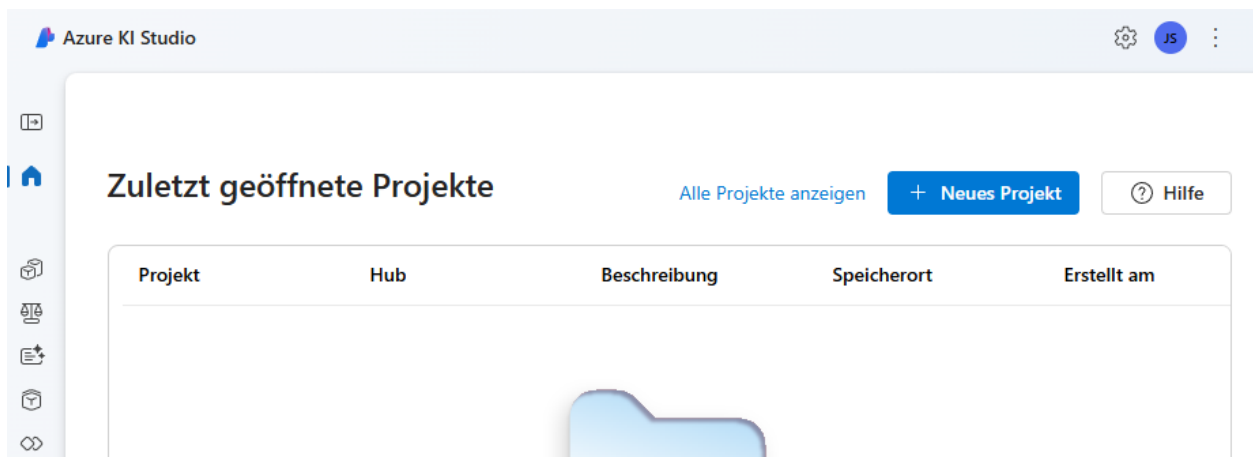 Azure KI Studio
JS
Zuletzt geöffnete Projekte
Alle Projekte anzeigen
+ Neues Projekt
Hilfe
Projekt Hub Beschreibung Speicherort Erstellt am